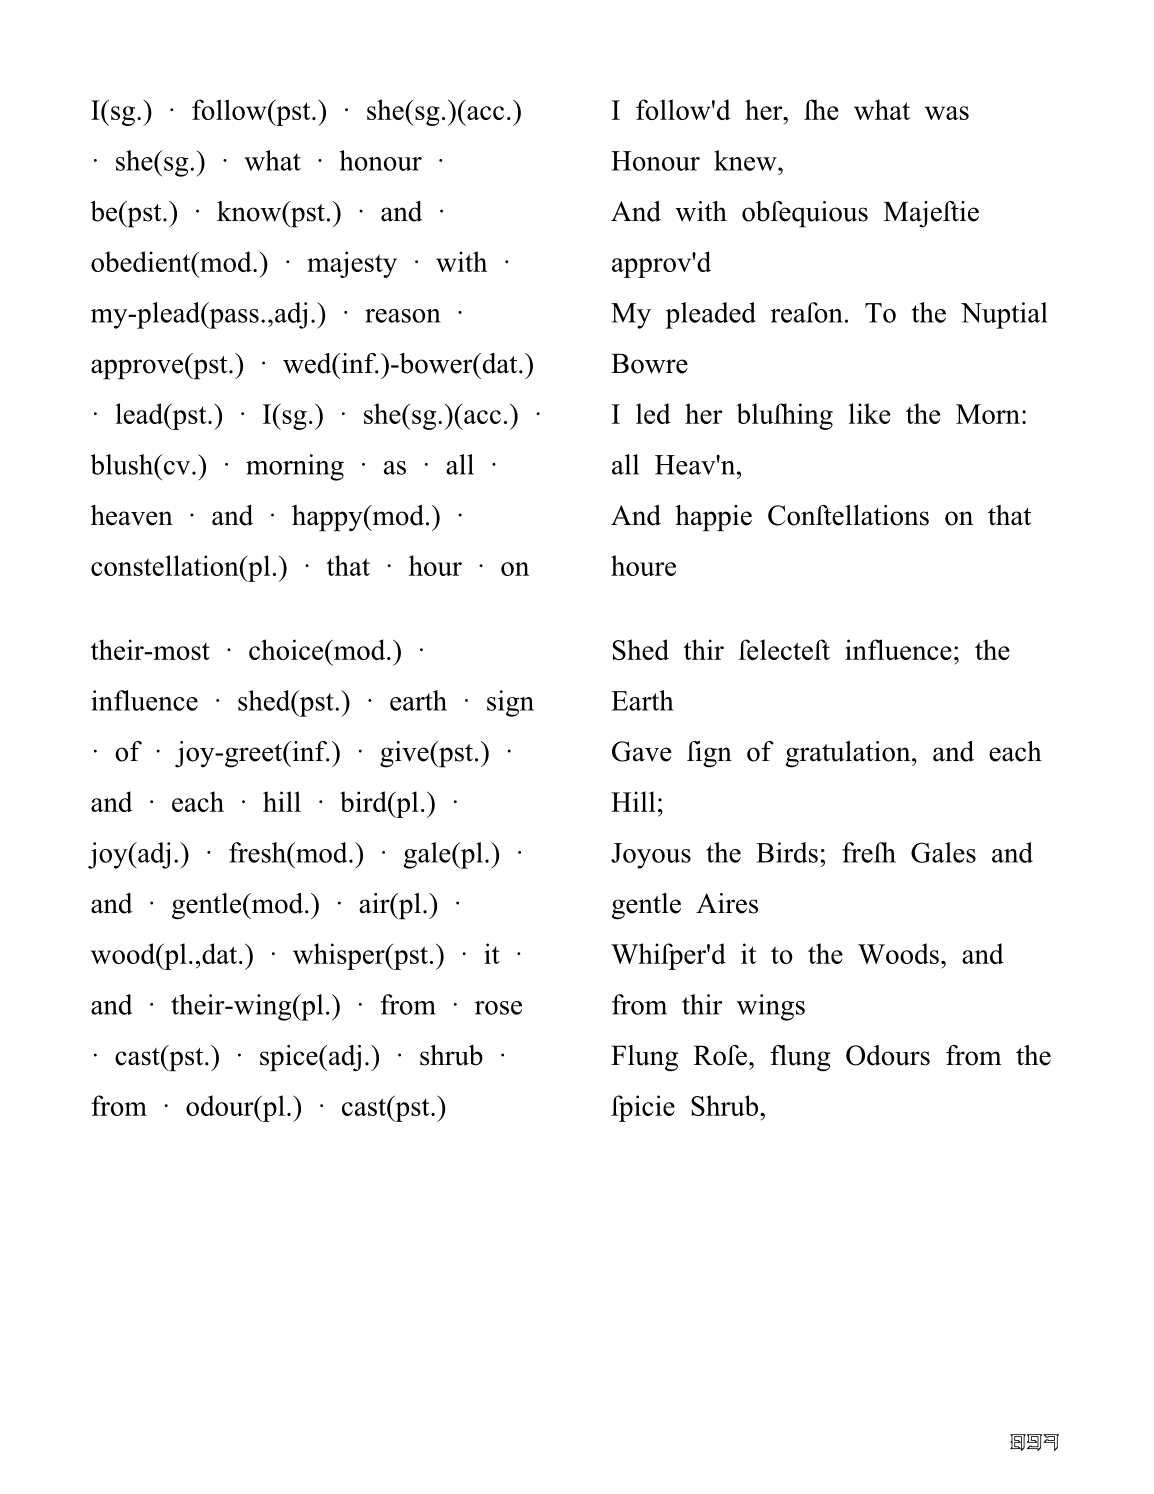 I(sg.) · follow(pst.) · she(sg.)(acc.)
· she(sg.) · what · honour ·
be(pst.) · know(pst.) · and ·
obedient(mod.) · majesty · with ·
my-plead(pass.,adj.) · reason ·
approve(pst.) · wed(inf.)-bower(dat.)
· lead(pst.) · I(sg.) · she(sg.)(acc.) ·
blush(cv.) · morning · as · all ·
heaven · and · happy(mod.) ·
constellation(pl.) · that · hour · on
I follow'd her, ſhe what was
Honour knew,
And with obſequious Majeſtie
approv'd
My pleaded reaſon. To the Nuptial
Bowre
I led her bluſhing like the Morn:
all Heav'n,
And happie Conſtellations on that
houre
their-most · choice(mod.) ·
influence · shed(pst.) · earth · sign
· of · joy-greet(inf.) · give(pst.) ·
and · each · hill · bird(pl.) ·
joy(adj.) · fresh(mod.) · gale(pl.) ·
and · gentle(mod.) · air(pl.) ·
wood(pl.,dat.) · whisper(pst.) · it ·
and · their-wing(pl.) · from · rose
· cast(pst.) · spice(adj.) · shrub ·
from · odour(pl.) · cast(pst.)
Shed thir ſelecteſt influence; the
Earth
Gave ſign of gratulation, and each
Hill;
Joyous the Birds; freſh Gales and
gentle Aires
Whiſper'd it to the Woods, and
from thir wings
Flung Roſe, flung Odours from the
ſpicie Shrub,